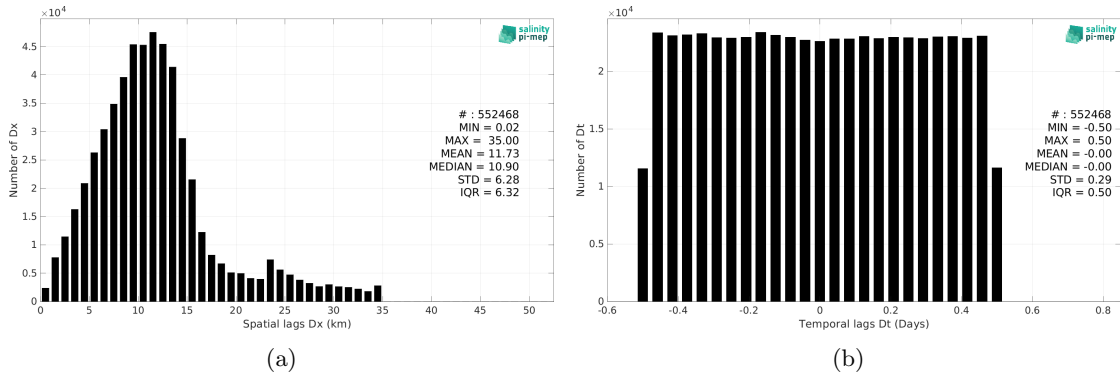 ×10⁴
4.5
4
3.5
3
2.5
2
1.5
1
0.5
0
Number of Dx
0 5 10 15 20 25 30 35 40 45 50
Spatial lags Dx (km)
salinity
pi-mep
# : 552468
MIN = 0.02
MAX = 35.00
MEAN = 11.73
MEDIAN = 10.90
STD = 6.28
IQR = 6.32
(a)
×10⁴
2
1.5
1
0.5
0
Number of Dt
-0.6 -0.4 -0.2 0 0.2 0.4 0.6 0.8
Temporal lags Dt (Days)
salinity
pi-mep
# : 552468
MIN = -0.50
MAX = 0.50
MEAN = -0.00
MEDIAN = -0.00
STD = 0.29
IQR = 0.50
(b)